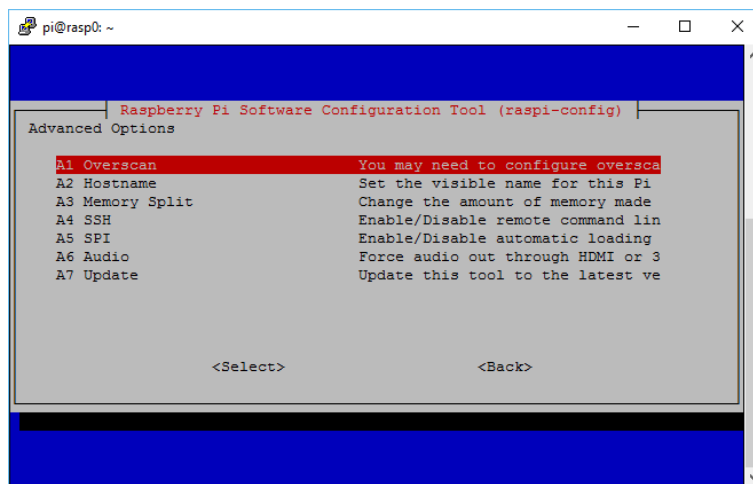 pi@rasp0: ~
Raspberry Pi Software Configuration Tool (raspi-config)
Advanced Options
A1 Overscan You may need to configure oversca
A2 Hostname Set the visible name for this Pi
A3 Memory Split Change the amount of memory made
A4 SSH Enable/Disable remote command lin
A5 SPI Enable/Disable automatic loading
A6 Audio Force audio out through HDMI or 3
A7 Update Update this tool to the latest ve
<Select> <Back>